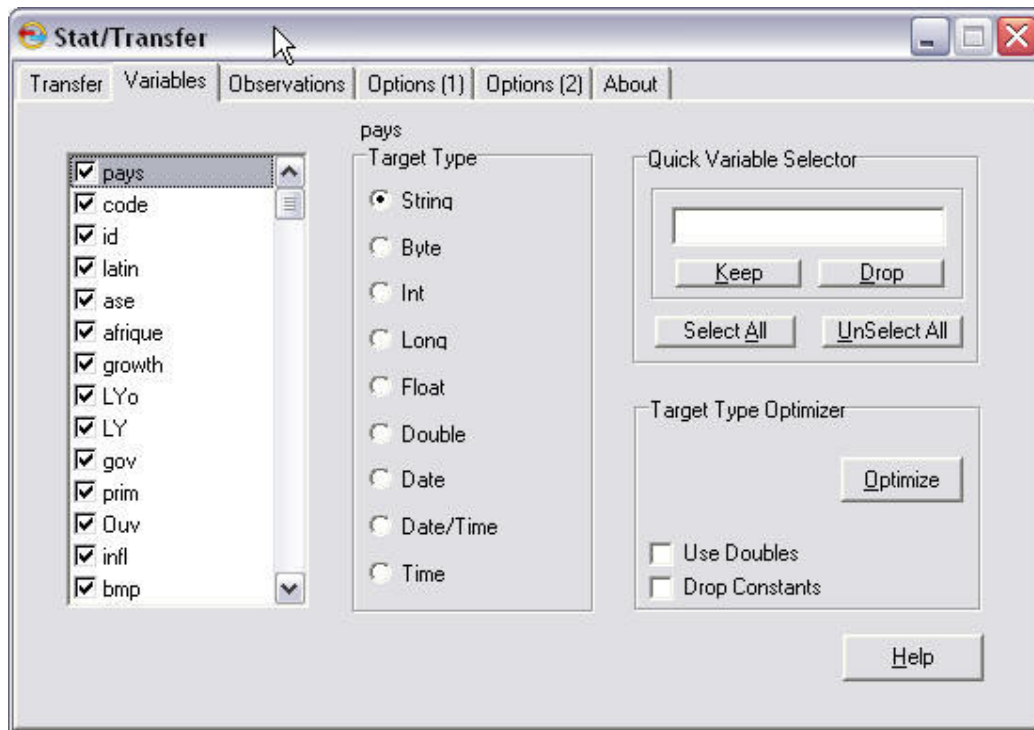 Stat/Transfer
Transfer Variables Observations Options (1) Options (2) About
pays
code
id
latin
ase
afrique
growth
LYo
LY
gov
prim
Ouv
infl
bmp
pays
Target Type
String
Byte
Int
Long
Float
Double
Date
Date/Time
Time
Quick Variable Selector
Keep Drop
Select All UnSelect All
Target Type Optimizer
Optimize
Use Doubles
Drop Constants
Help